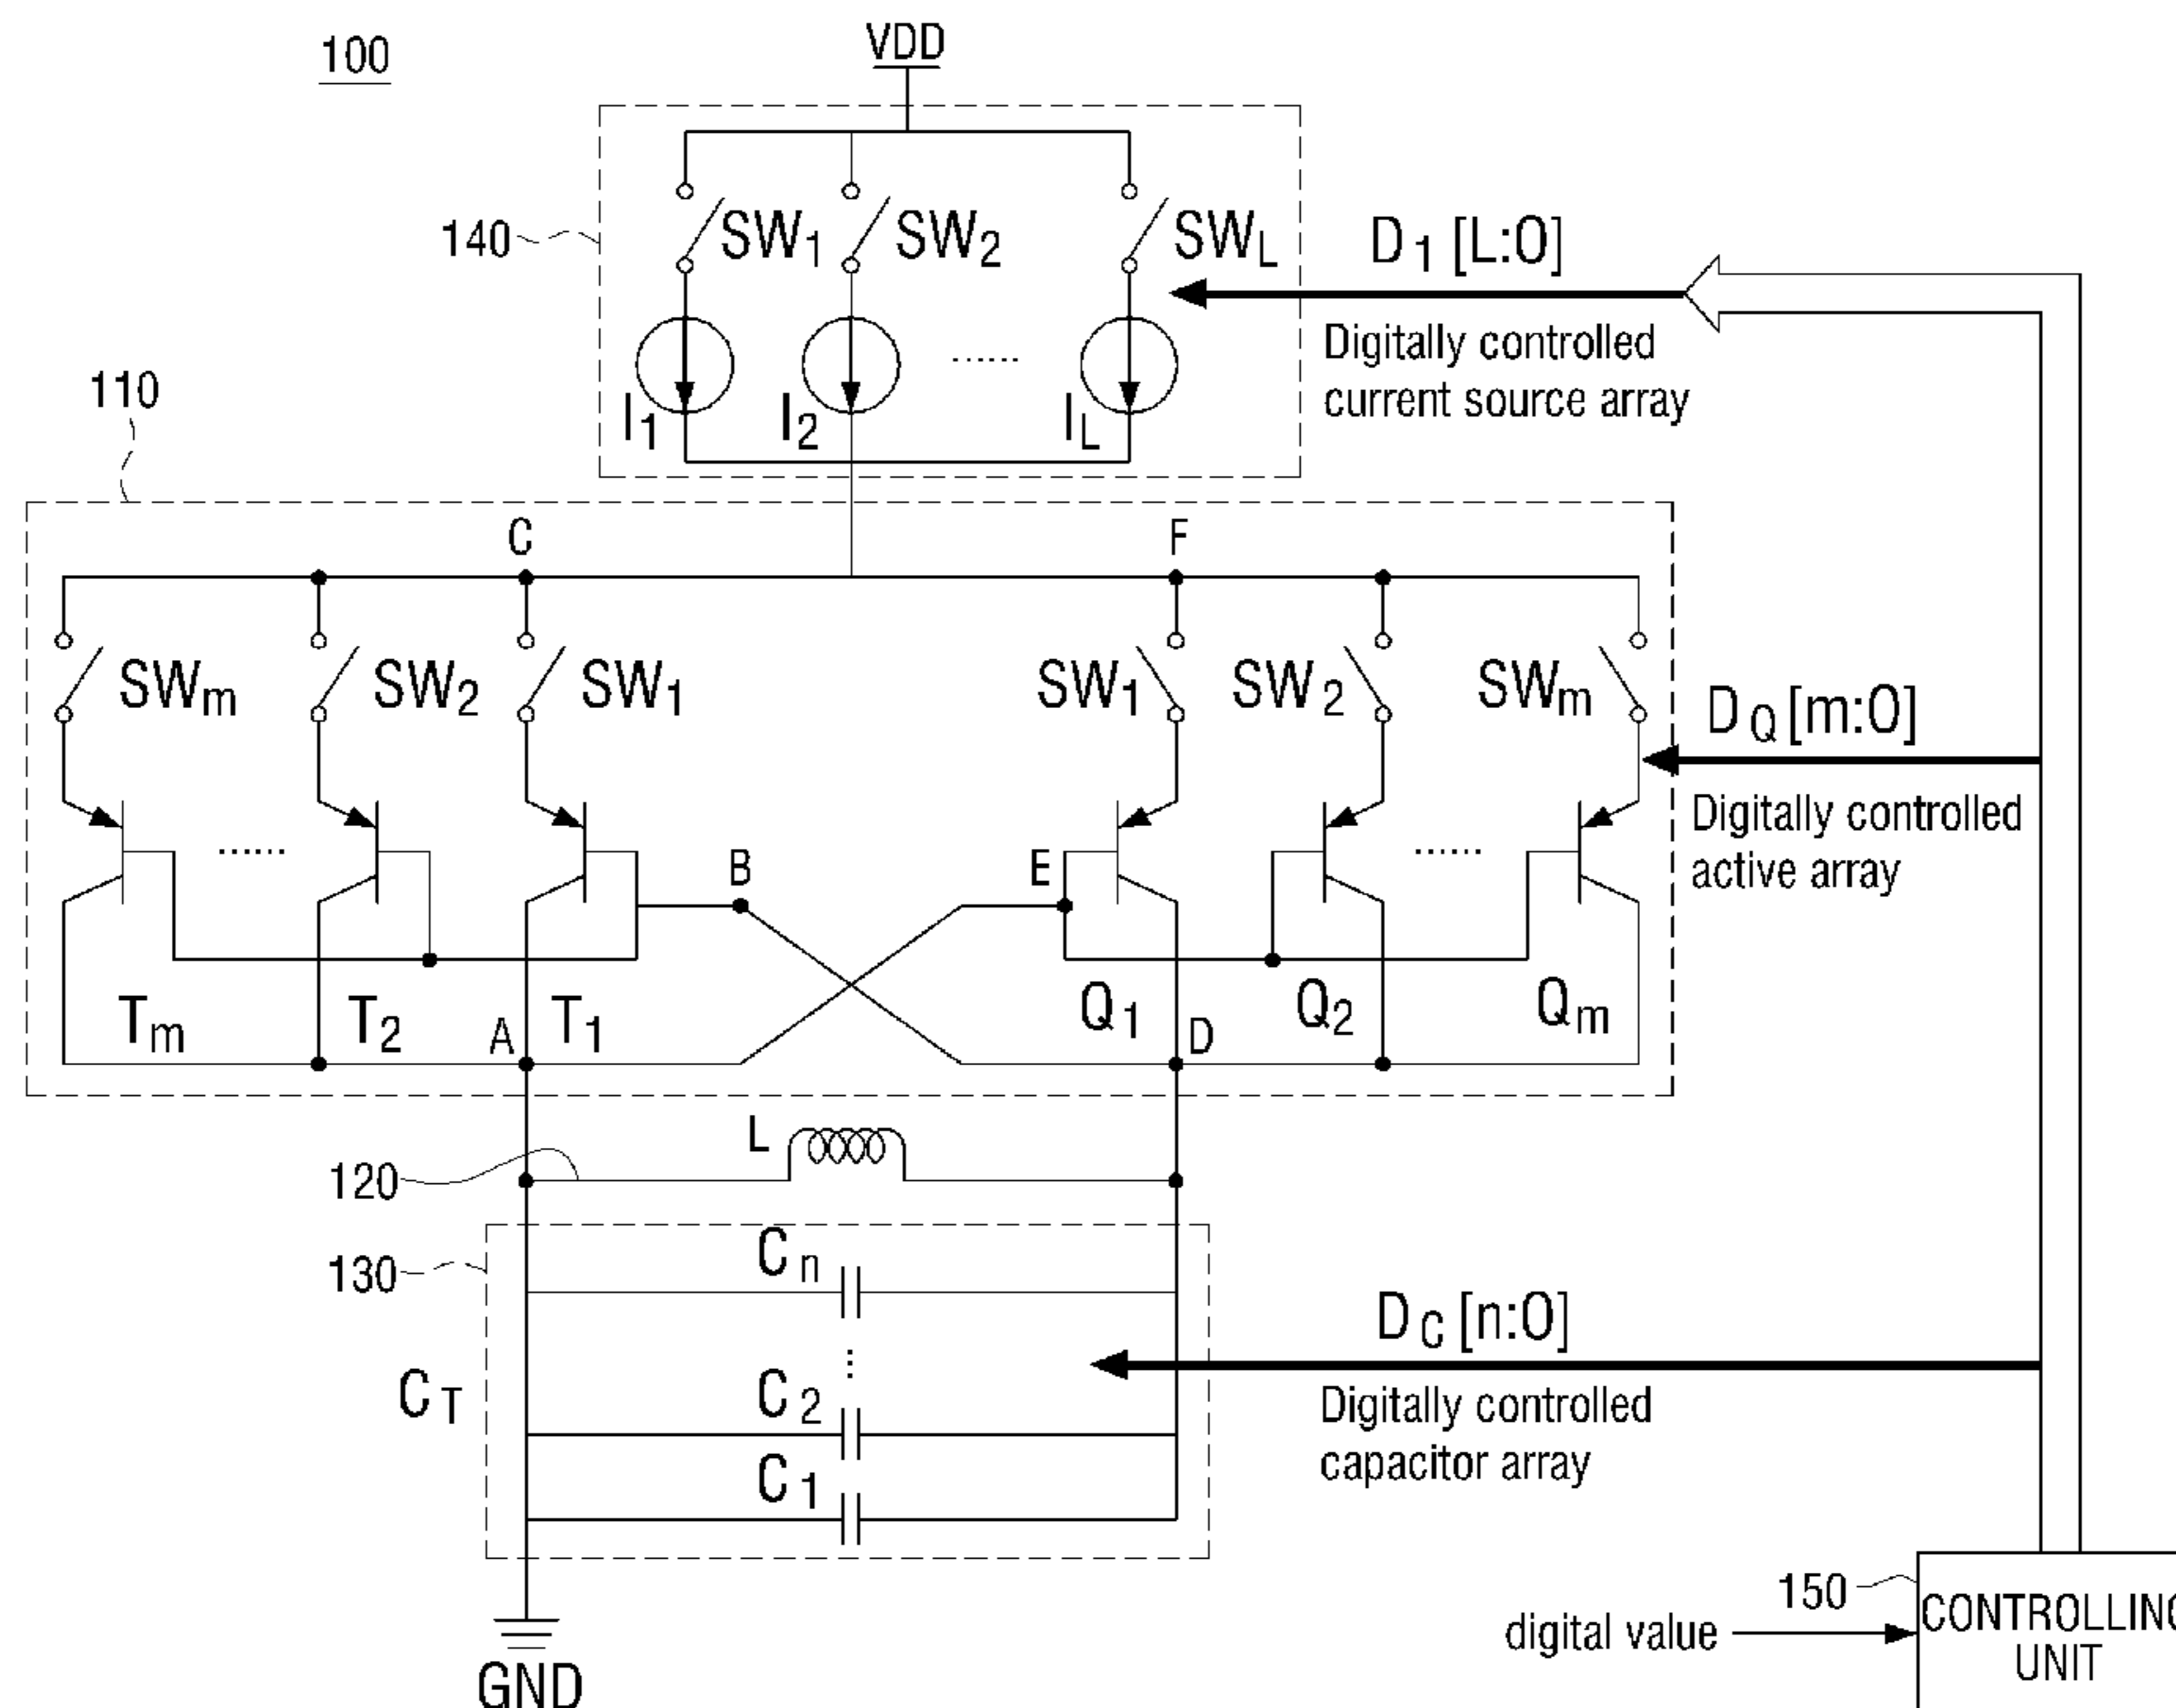 100
VDD
140
SW1
SW2
SWL
D1 [L:0]
Digitally controlled
current source array
I1
I2
......
IL
110
C
F
SWm
SW2
SW1
SW1
SW2
SWm
DQ [m:0]
Digitally controlled
active array
......
B
E
......
Tm
T2
A
T1
Q1
D
Q2
Qm
L
120
130
Cn
CT
C2
C1
DC [n:0]
Digitally controlled
capacitor array
GND
150
digital value
CONTROLLING
UNIT